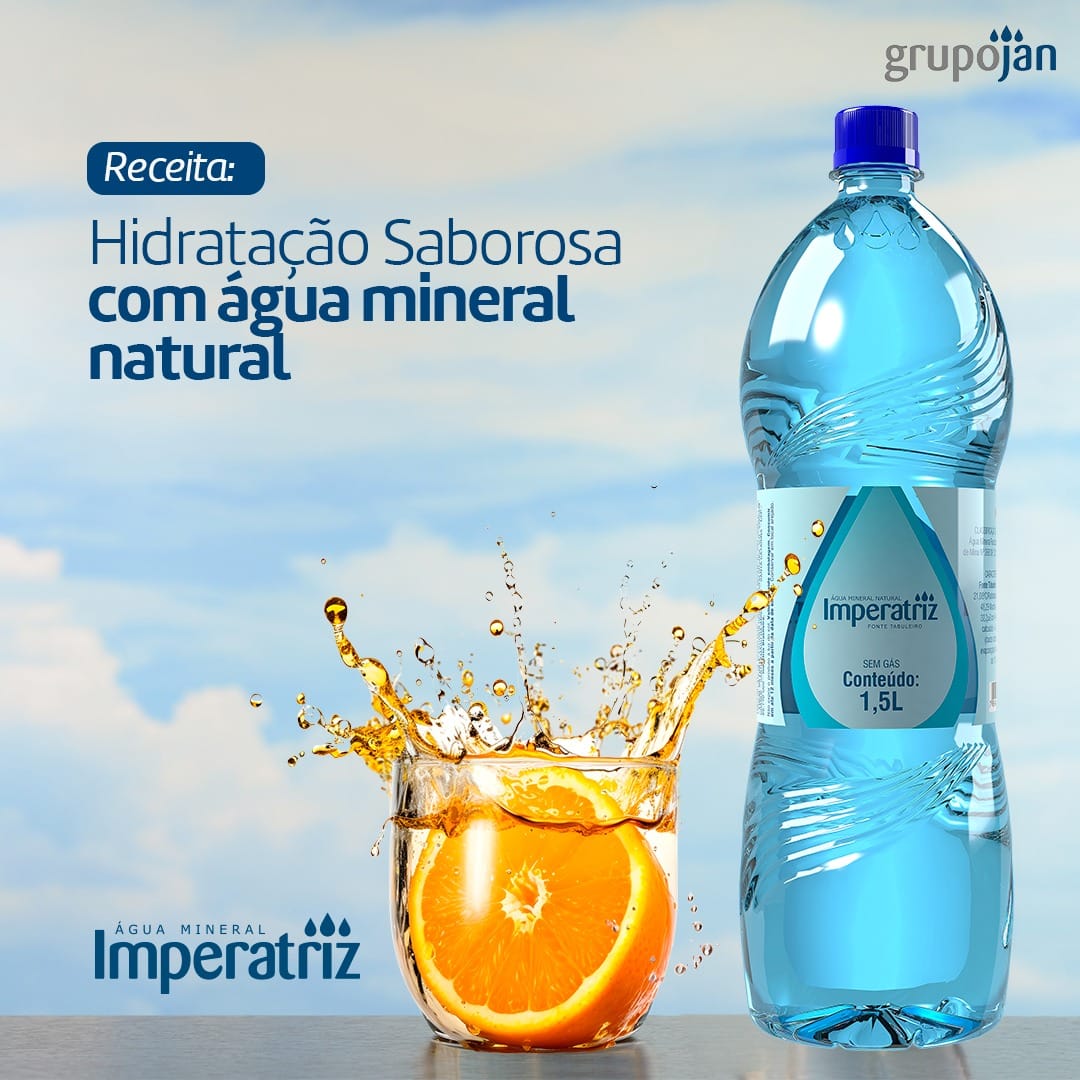 grupojan
Receita:
Hidratação Saborosa
com água mineral
natural
ÁGUA MINERAL NATURAL
Imperatriz
FONTE TABULEIRO
SEM GÁS
Conteúdo:
1,5L
ÁGUA MINERAL
Imperatriz